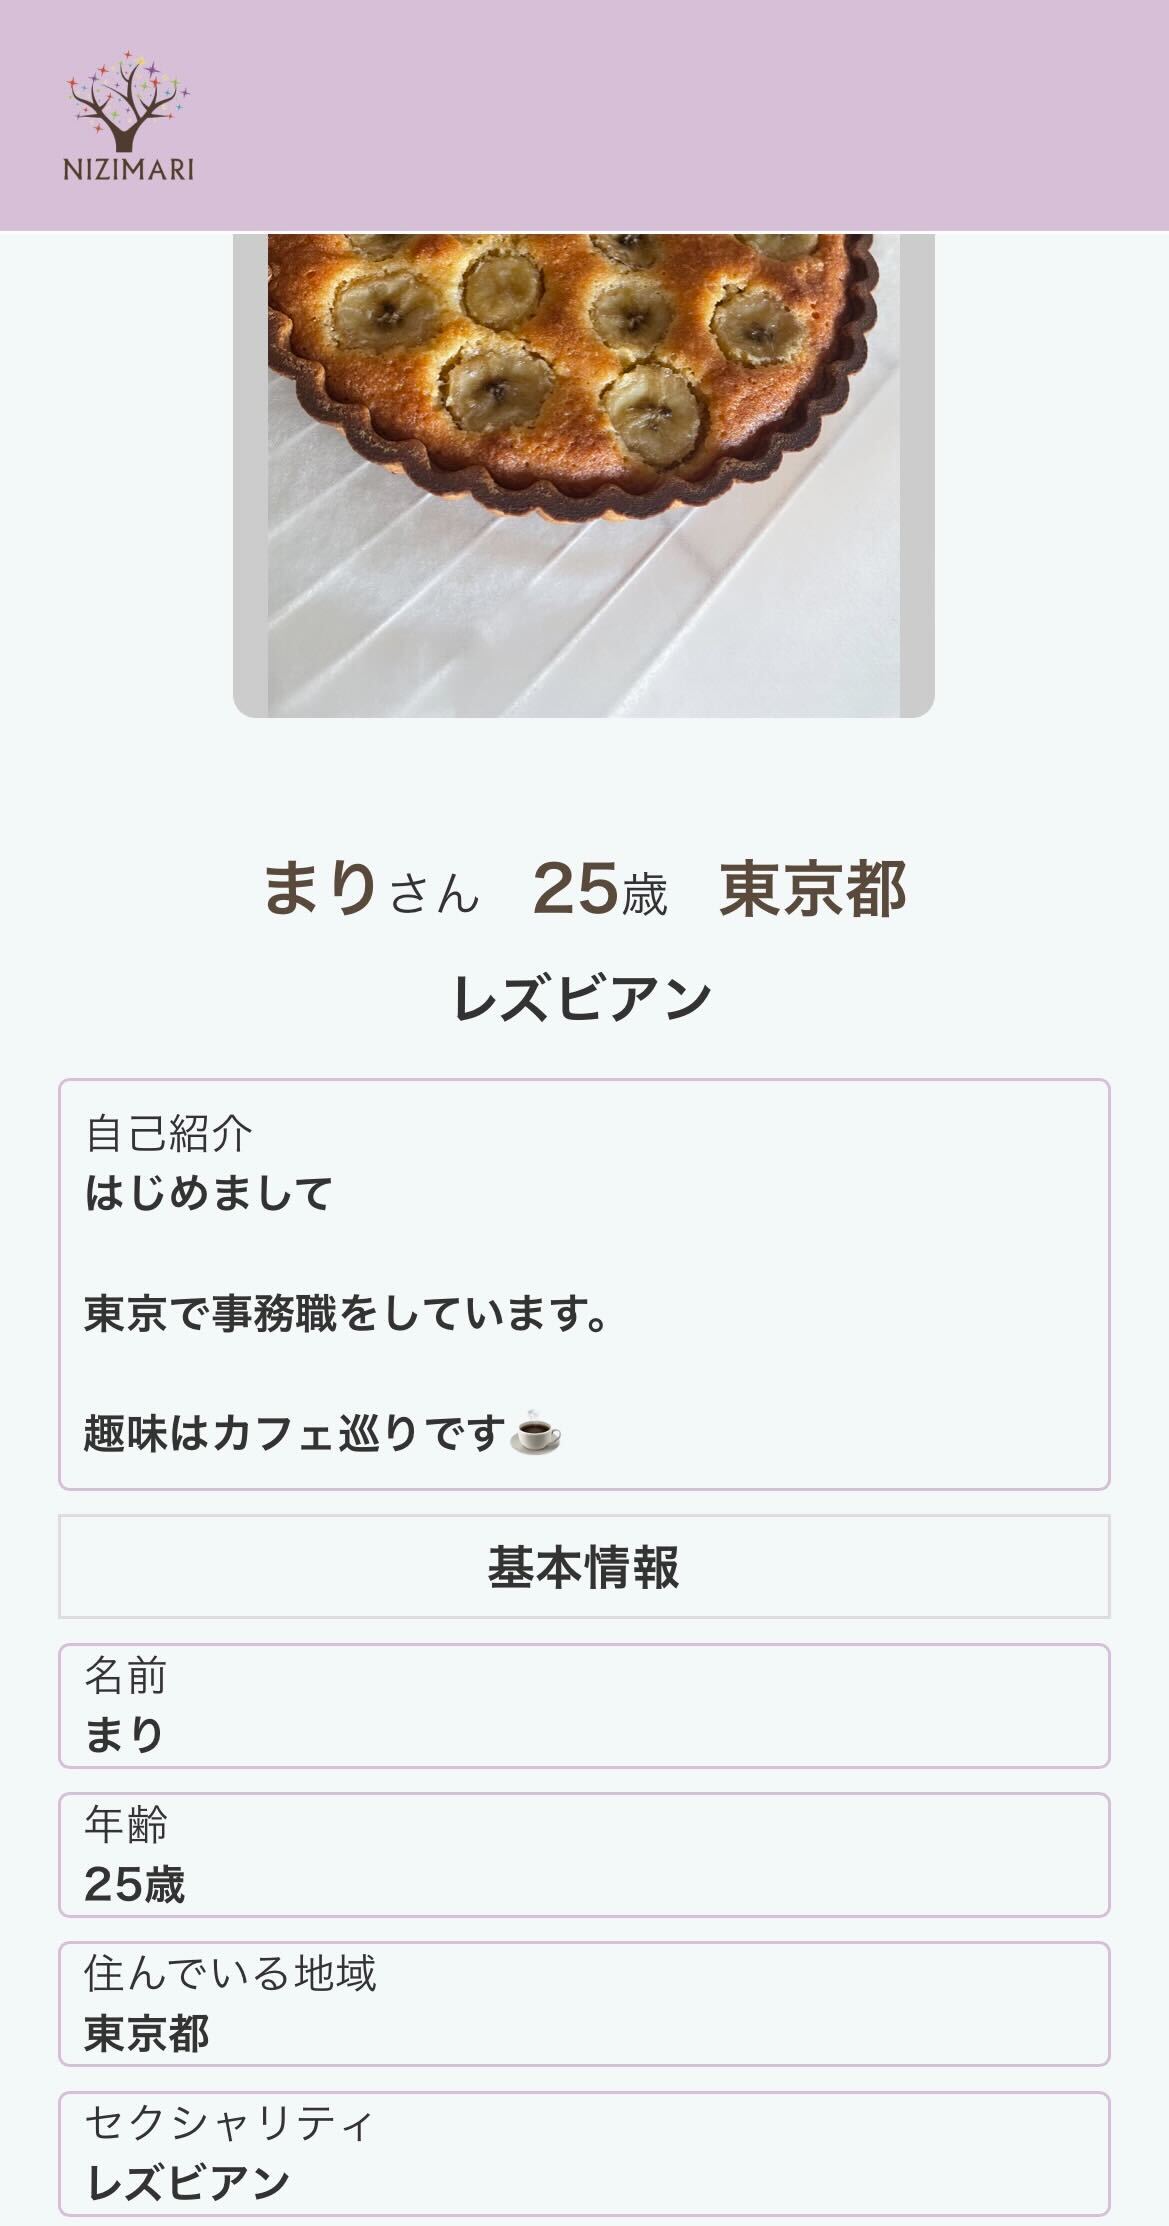 NIZIMARI
まりさん 25歳 東京都
レズビアン
自己紹介
はじめまして
東京で事務職をしています。
趣味はカフェ巡りです☕
基本情報
名前
まり
年齢
25歳
住んでいる地域
東京都
セクシャリティ
レズビアン